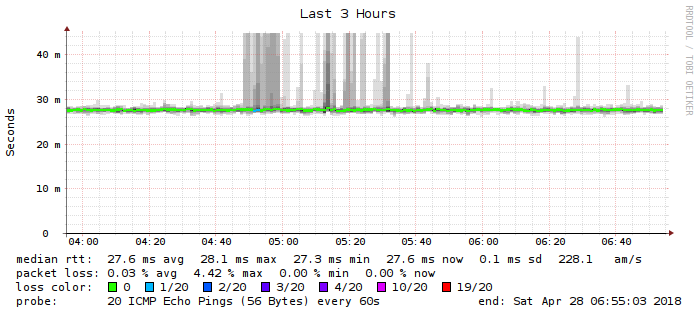 Last 3 Hours
RRDTOOL / TOBI OETIKER
Seconds
40 m
30 m
20 m
10 m
0
04:00 04:20 04:40 05:00 05:20 05:40 06:00 06:20 06:40
median rtt: 27.6 ms avg 28.1 ms max 27.3 ms min 27.6 ms now 0.1 ms sd 228.1 am/s
packet loss: 0.03 % avg 4.42 % max 0.00 % min 0.00 % now
loss color: 0 1/20 2/20 3/20 4/20 10/20 19/20
probe: 20 ICMP Echo Pings (56 Bytes) every 60s end: Sat Apr 28 06:55:03 2018